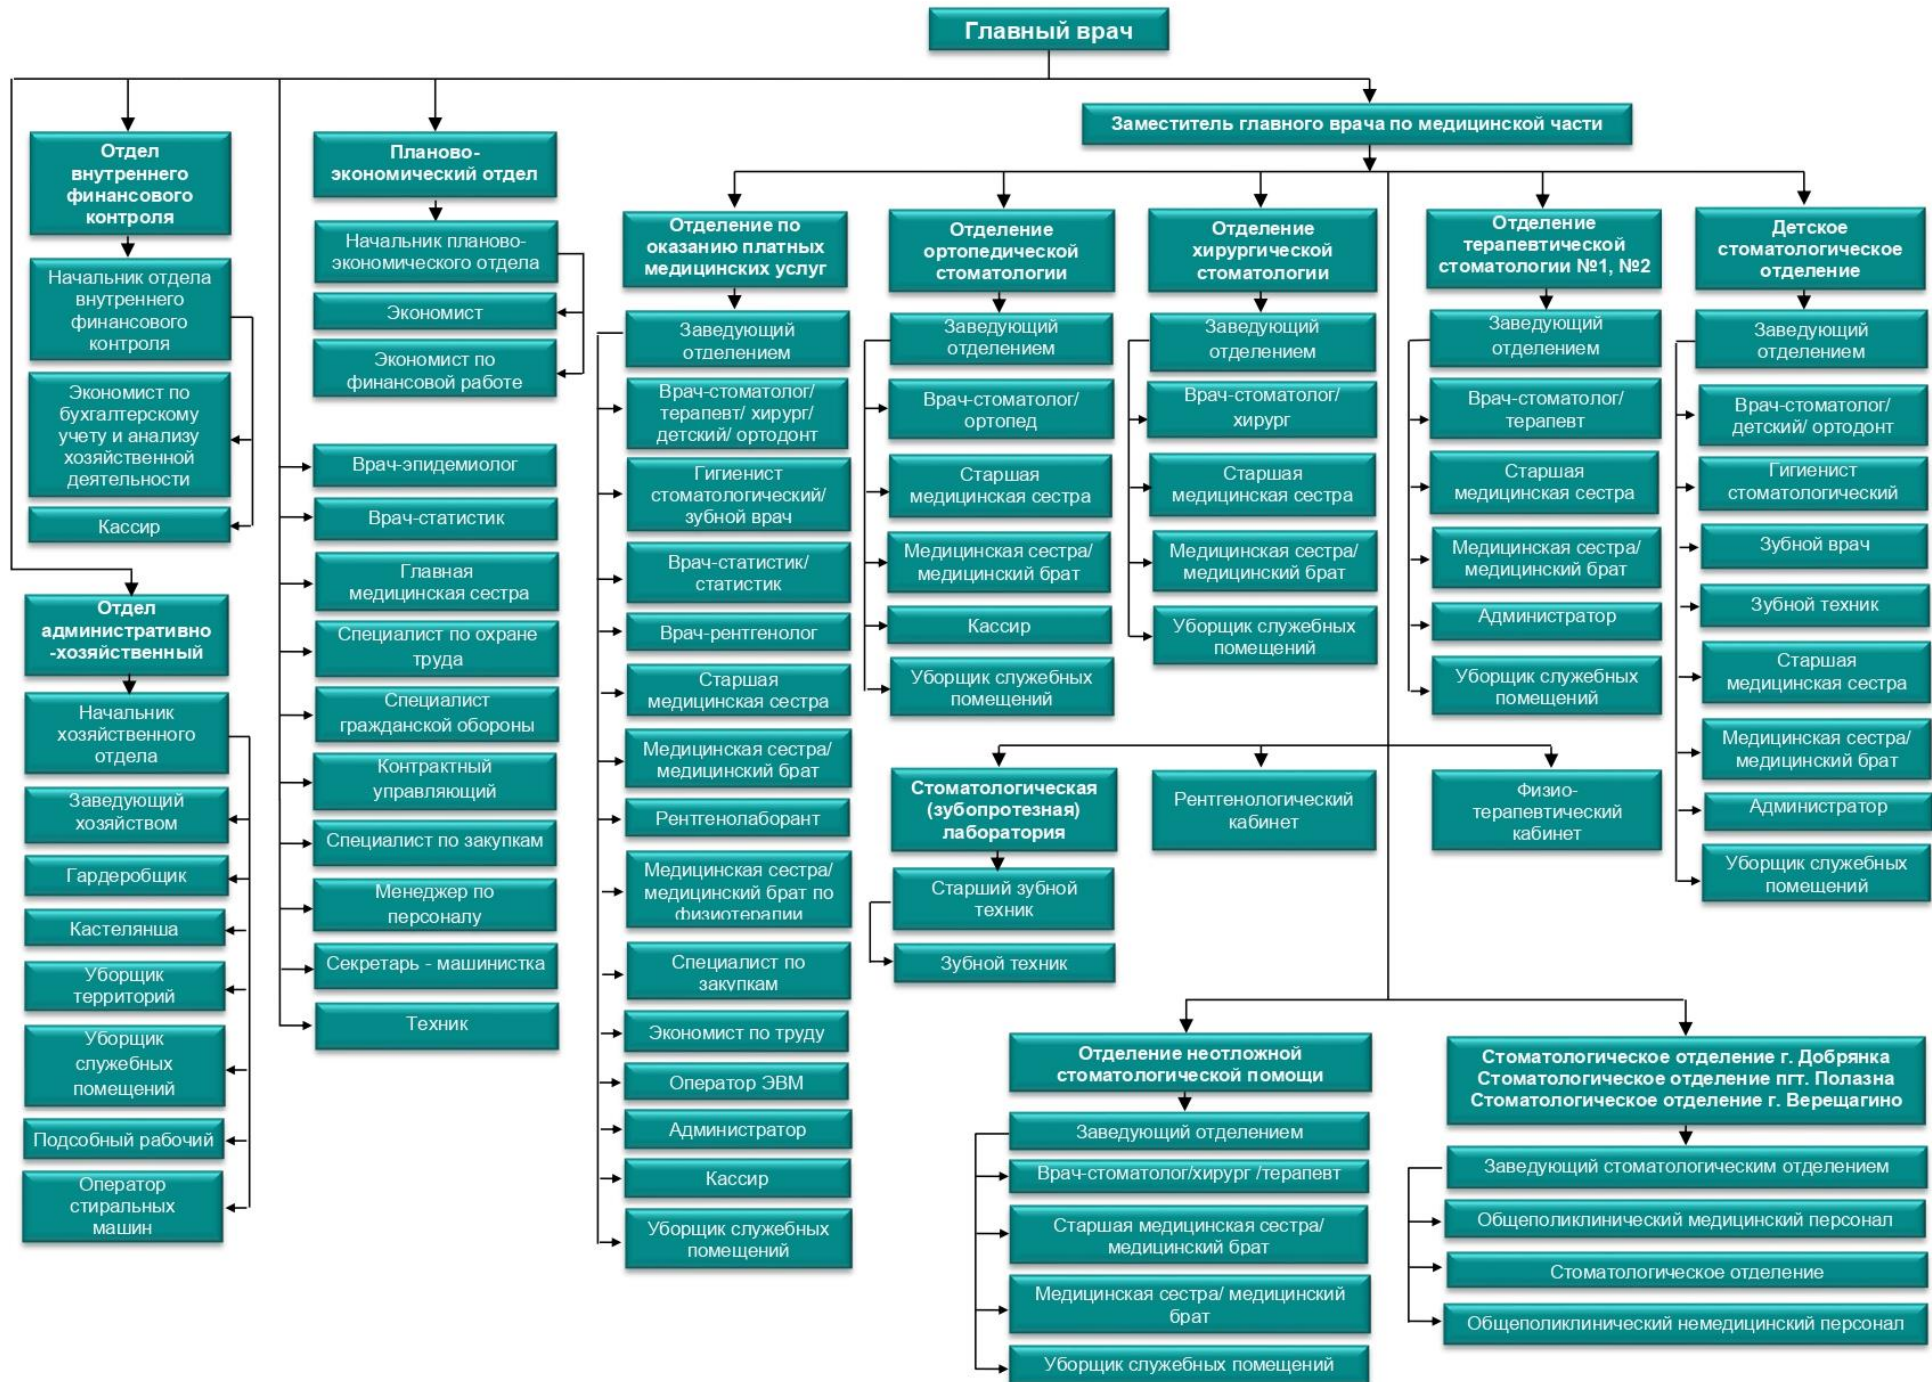 Главный врач
Заместитель главного врача по медицинской части
Отдел
внутреннего
финансового
контроля
Начальник отдела
внутреннего
финансового
контроля
Экономист по
бухгалтерскому
учету и анализу
хозяйственной
деятельности
Кассир
Отдел
административно
-хозяйственный
Начальник
хозяйственного
отдела
Заведующий
хозяйством
Гардеробщик
Кастелянша
Уборщик
территорий
Уборщик
служебных
помещений
Подсобный рабочий
Оператор
стиральных
машин
Планово-
экономический отдел
Начальник планово-
экономического отдела
Экономист
Экономист по
финансовой работе
Врач-эпидемиолог
Врач-статистик
Главная
медицинская сестра
Специалист по охране
труда
Специалист
гражданской обороны
Контрактный
управляющий
Специалист по закупкам
Менеджер по
персоналу
Секретарь - машинистка
Техник
Отделение по
оказанию платных
медицинских услуг
Заведующий
отделением
Врач-стоматолог/
терапевт/ хирург/
детский/ ортодонт
Гигиенист
стоматологический/
зубной врач
Врач-статистик/
статистик
Врач-рентгенолог
Старшая
медицинская сестра
Медицинская сестра/
медицинский брат
Рентгенолаборант
Медицинская сестра/
медицинский брат по
физиотерапии
Специалист по
закупкам
Экономист по труду
Оператор ЭВМ
Администратор
Кассир
Уборщик служебных
помещений
Отделение
ортопедической
стоматологии
Заведующий
отделением
Врач-стоматолог/
ортопед
Старшая
медицинская сестра
Медицинская сестра/
медицинский брат
Кассир
Уборщик служебных
помещений
Отделение
хирургической
стоматологии
Заведующий
отделением
Врач-стоматолог/
хирург
Старшая
медицинская сестра
Медицинская сестра/
медицинский брат
Уборщик служебных
помещений
Отделение
терапевтической
стоматологии №1, №2
Заведующий
отделением
Врач-стоматолог/
терапевт
Старшая
медицинская сестра
Медицинская сестра/
медицинский брат
Администратор
Уборщик служебных
помещений
Детское
стоматологическое
отделение
Заведующий
отделением
Врач-стоматолог/
детский/ ортодонт
Гигиенист
стоматологический
Зубной врач
Зубной техник
Старшая
медицинская сестра
Медицинская сестра/
медицинский брат
Администратор
Уборщик служебных
помещений
Стоматологическая
(зубопротезная)
лаборатория
Старший зубной
техник
Зубной техник
Рентгенологический
кабинет
Физио-
терапевтический
кабинет
Отделение неотложной
стоматологической помощи
Заведующий отделением
Врач-стоматолог/хирург /терапевт
Старшая медицинская сестра/
медицинский брат
Медицинская сестра/ медицинский
брат
Уборщик служебных помещений
Стоматологическое отделение г. Добрянка
Стоматологическое отделение пгт. Полазна
Стоматологическое отделение г. Верещагино
Заведующий стоматологическим отделением
Общеполиклинический медицинский персонал
Стоматологическое отделение
Общеполиклинический немедицинский персонал